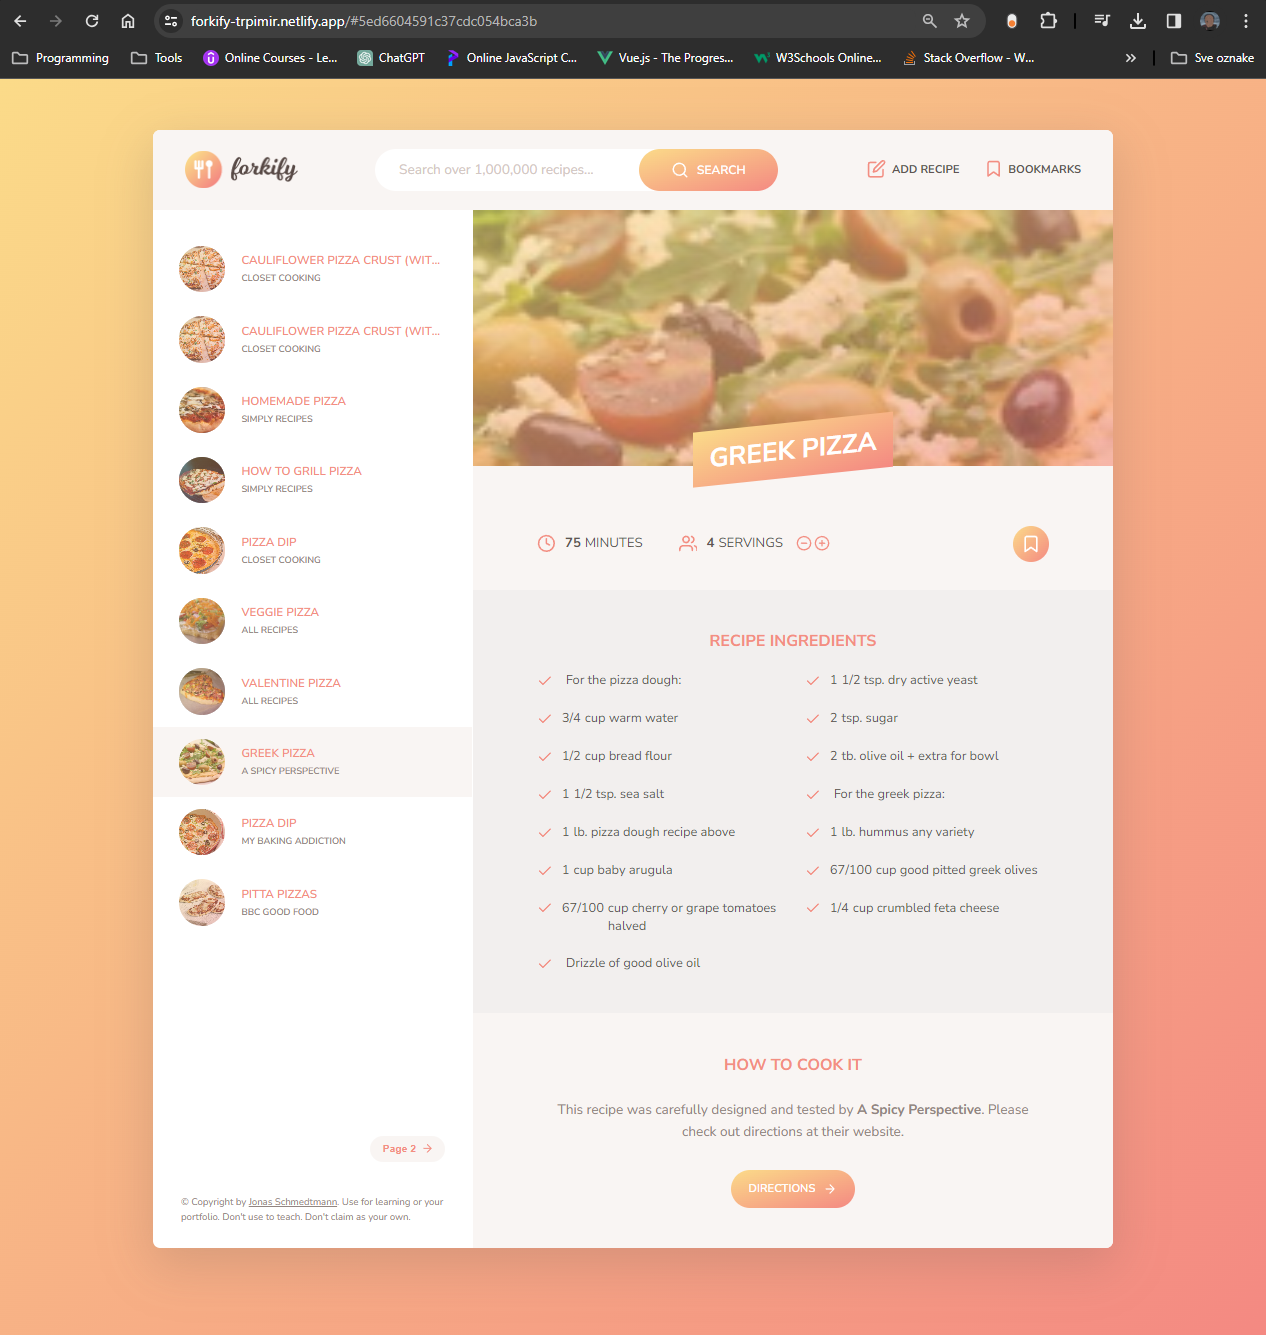 forkify-trpimir.netlify.app/#5ed6604591c37cdc054bca3b
Programming
Tools
Online Courses - Le...
ChatGPT
Online JavaScript C...
Vue.js - The Progres...
W3Schools Online...
Stack Overflow - W...
Sve oznake
forkify
Search over 1,000,000 recipes...
SEARCH
ADD RECIPE
BOOKMARKS
CAULIFLOWER PIZZA CRUST (WIT...
CLOSET COOKING
CAULIFLOWER PIZZA CRUST (WIT...
CLOSET COOKING
HOMEMADE PIZZA
SIMPLY RECIPES
HOW TO GRILL PIZZA
SIMPLY RECIPES
PIZZA DIP
CLOSET COOKING
VEGGIE PIZZA
ALL RECIPES
VALENTINE PIZZA
ALL RECIPES
GREEK PIZZA
A SPICY PERSPECTIVE
PIZZA DIP
MY BAKING ADDICTION
PITTA PIZZAS
BBC GOOD FOOD
Page 2
© Copyright by Jonas Schmedtmann. Use for learning or your
portfolio. Don't use to teach. Don't claim as your own.
GREEK PIZZA
75 MINUTES
4 SERVINGS
RECIPE INGREDIENTS
For the pizza dough:
1 1/2 tsp. dry active yeast
3/4 cup warm water
2 tsp. sugar
1/2 cup bread flour
2 tb. olive oil + extra for bowl
1 1/2 tsp. sea salt
For the greek pizza:
1 lb. pizza dough recipe above
1 lb. hummus any variety
1 cup baby arugula
67/100 cup good pitted greek olives
67/100 cup cherry or grape tomatoes
halved
1/4 cup crumbled feta cheese
Drizzle of good olive oil
HOW TO COOK IT
This recipe was carefully designed and tested by A Spicy Perspective. Please
check out directions at their website.
DIRECTIONS